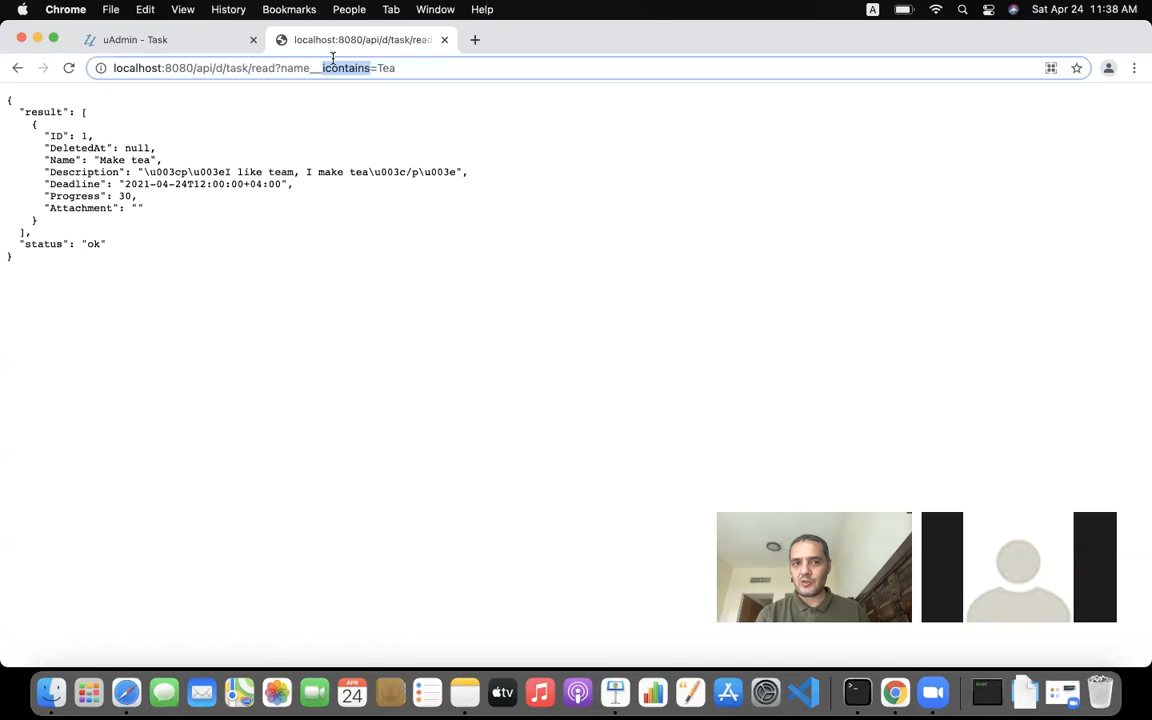 Chrome File Edit View History Bookmarks People Tab Window Help A Sat Apr 24 11:38 AM
uAdmin - Task
localhost:8080/api/d/task/read
localhost:8080/api/d/task/read?name__icontains=Tea
{
"result": [
{
"ID": 1,
"DeletedAt": null,
"Name": "Make tea",
"Description": "\u003cp\u003eI like team, I make tea\u003c/p\u003e",
"Deadline": "2021-04-24T12:00:00+04:00",
"Progress": 30,
"Attachment": ""
}
],
"status": "ok"
}
APR
24
tv